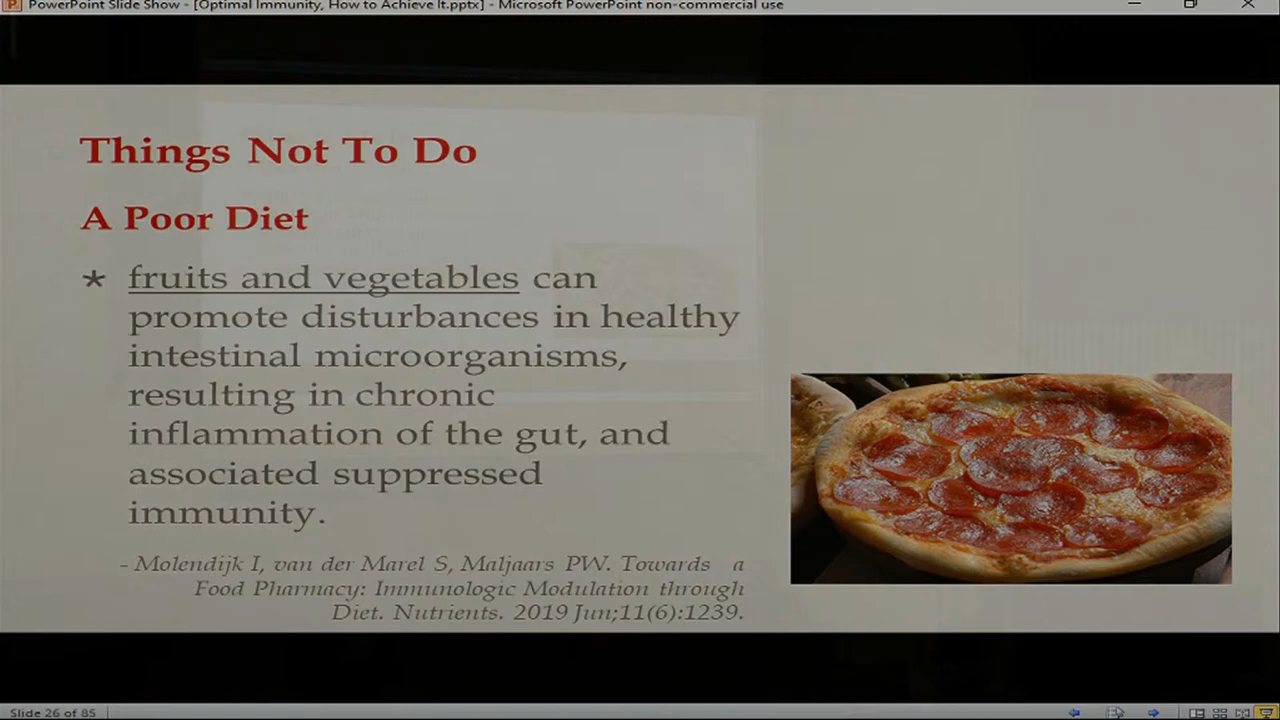 PowerPoint Slide Show - [Optimal Immunity, How to Achieve It.pptx] - Microsoft PowerPoint non-commercial use
Things Not To Do
A Poor Diet
* fruits and vegetables can
promote disturbances in healthy
intestinal microorganisms,
resulting in chronic
inflammation of the gut, and
associated suppressed
immunity.
- Molendijk I, van der Marel S, Maljaars PW. Towards a
Food Pharmacy: Immunologic Modulation through
Diet. Nutrients. 2019 Jun;11(6):1239.
Slide 26 of 85